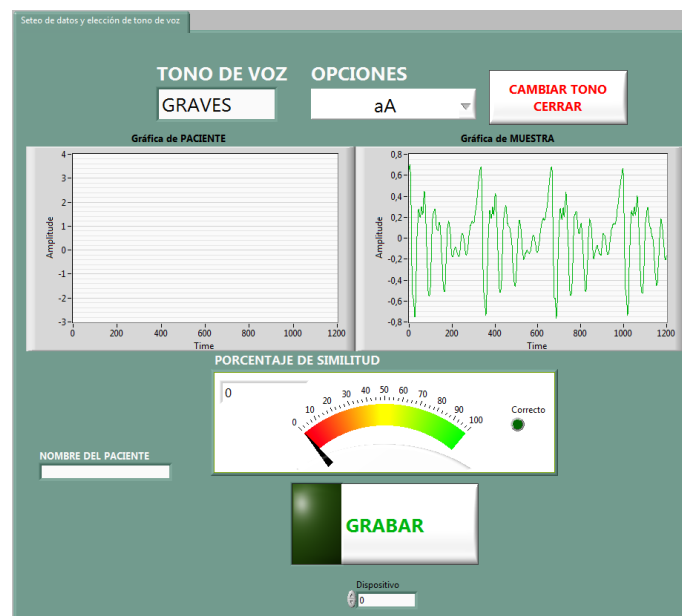 Seteo de datos y elección de tono de voz
TONO DE VOZ
OPCIONES
GRAVES
aA
CAMBIAR TONO
CERRAR
Gráfica de PACIENTE
4
3
2
1
0
-1
-2
-3
Amplitude
0 200 400 600 800 1000 1200
Time
Gráfica de MUESTRA
0,8
0,6
0,4
0,2
0
-0,2
-0,4
-0,6
-0,8
Amplitude
0 200 400 600 800 1000 1200
Time
PORCENTAJE DE SIMILITUD
0
0 10 20 30 40 50 60 70 80 90 100
Correcto
NOMBRE DEL PACIENTE
GRABAR
Dispositivo
0